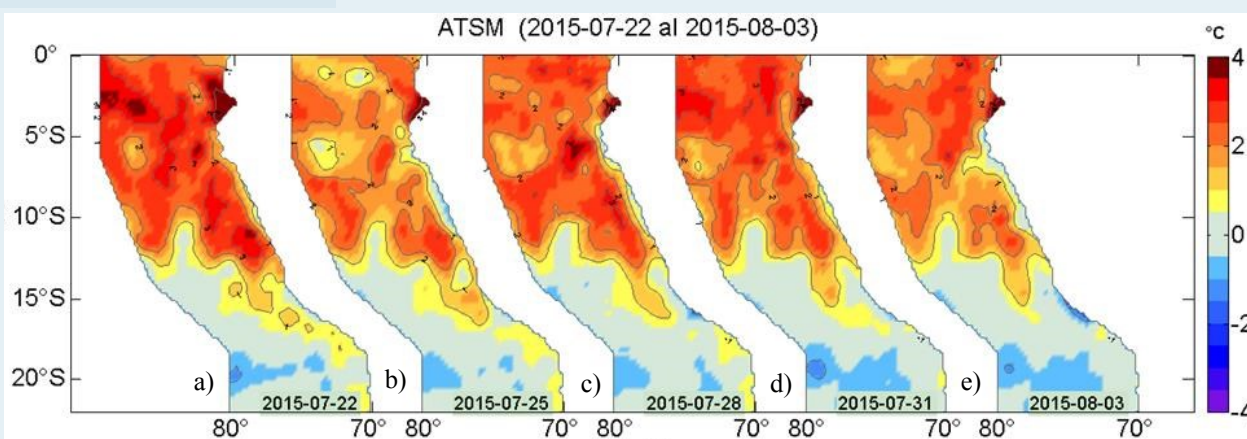 ATSM (2015-07-22 al 2015-08-03)
°C
0°
5°S
10°S
15°S
20°S
4
2
0
-2
-4
a) b) c) d) e)
2015-07-22 2015-07-25 2015-07-28 2015-07-31 2015-08-03
80° 70° 80° 70° 80° 70° 80° 70° 80° 70°